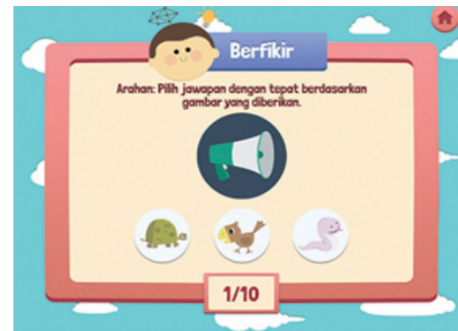 Berfikir
Arahan: Pilih jawapan dengan tepat berdasarkan
gambar yang diberikan.
1/10